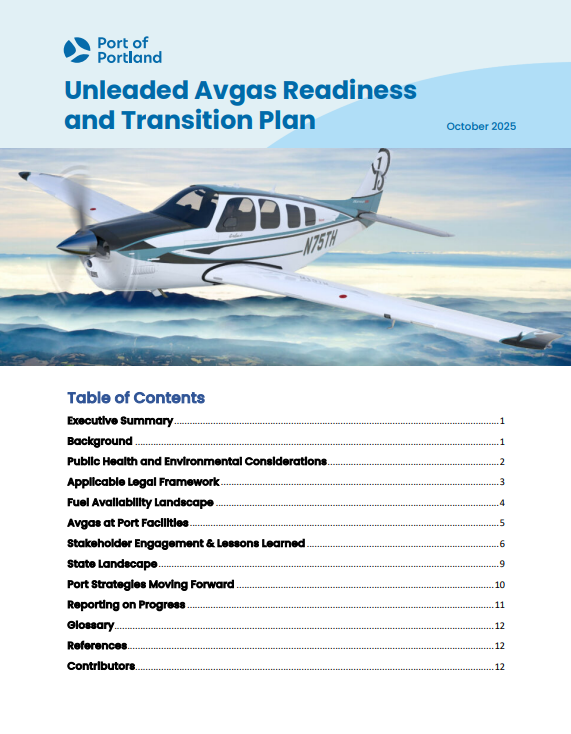 Port of
Portland
Unleaded Avgas Readiness
and Transition Plan
October 2025
N75TH
Table of Contents
Executive Summary 1
Background 1
Public Health and Environmental Considerations 2
Applicable Legal Framework 3
Fuel Availability Landscape 4
Avgas at Port Facilities 5
Stakeholder Engagement & Lessons Learned 6
State Landscape 9
Port Strategies Moving Forward 10
Reporting on Progress 11
Glossary 12
References 12
Contributors 12